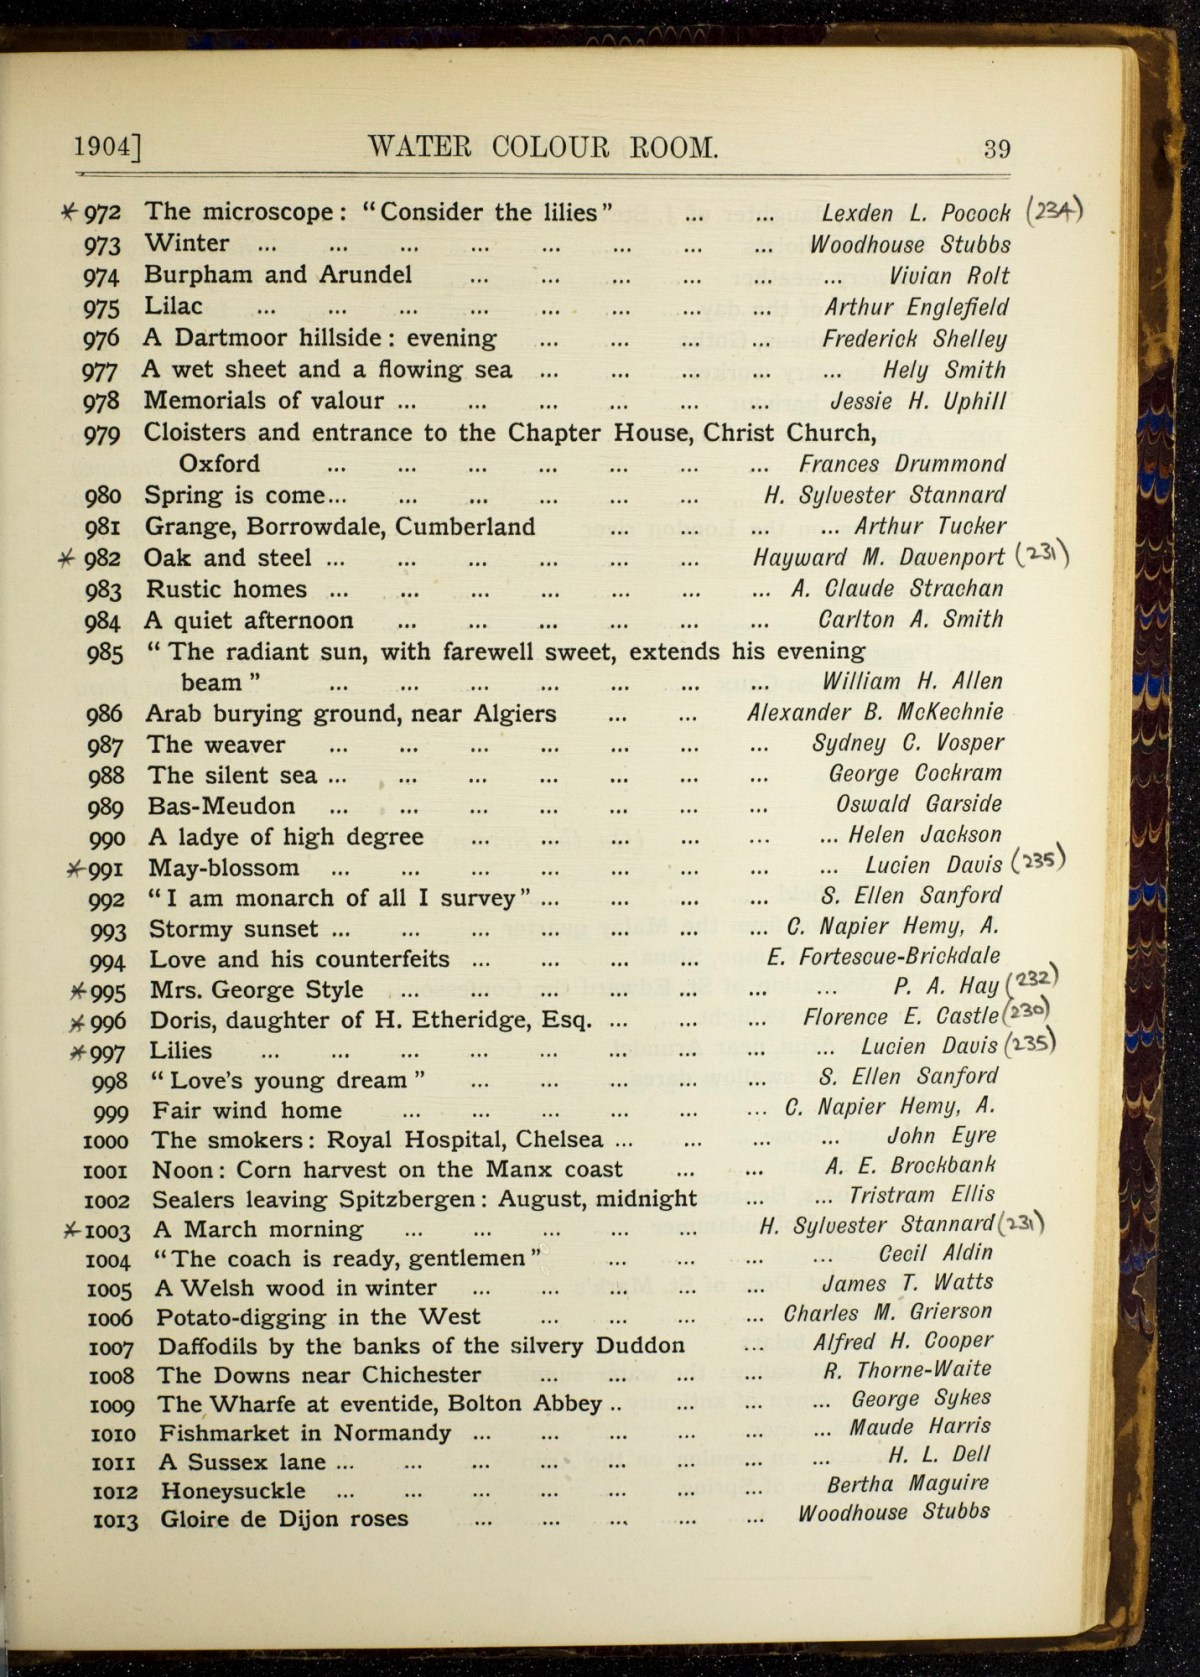 1904] WATER COLOUR ROOM. 39
* 972 The microscope: “Consider the lilies” ... ... Lexden L. Pocock (234)
973 Winter ... ... ... ... ... ... ... ... Woodhouse Stubbs
974 Burpham and Arundel ... ... ... ... ... ... Vivian Rolt
975 Lilac ... ... ... ... ... ... ... ... Arthur Englefield
976 A Dartmoor hillside: evening ... ... ... ... Frederick Shelley
977 A wet sheet and a flowing sea ... ... ... ... ... Hely Smith
978 Memorials of valour ... ... ... ... ... ... Jessie H. Uphill
979 Cloisters and entrance to the Chapter House, Christ Church,
Oxford ... ... ... ... ... ... ... Frances Drummond
980 Spring is come... ... ... ... ... ... H. Sylvester Stannard
981 Grange, Borrowdale, Cumberland ... ... ... ... Arthur Tucker
* 982 Oak and steel ... ... ... ... ... ... Hayward M. Davenport (231)
983 Rustic homes ... ... ... ... ... ... ... A. Claude Strachan
984 A quiet afternoon ... ... ... ... ... ... Carlton A. Smith
985 “The radiant sun, with farewell sweet, extends his evening
beam” ... ... ... ... ... ... ... William H. Allen
986 Arab burying ground, near Algiers ... ... Alexander B. McKechnie
987 The weaver ... ... ... ... ... ... ... Sydney C. Vosper
988 The silent sea ... ... ... ... ... ... ... George Cockram
989 Bas-Meudon ... ... ... ... ... ... ... Oswald Garside
990 A ladye of high degree ... ... ... ... ... ... Helen Jackson
* 991 May-blossom ... ... ... ... ... ... ... ... Lucien Davis (235)
992 “I am monarch of all I survey” ... ... ... ... S. Ellen Sanford
993 Stormy sunset ... ... ... ... ... ... ... C. Napier Hemy, A.
994 Love and his counterfeits ... ... ... ... E. Fortescue-Brickdale
* 995 Mrs. George Style ... ... ... ... ... ... ... P. A. Hay (232)
* 996 Doris, daughter of H. Etheridge, Esq. ... ... ... Florence E. Castle (230)
* 997 Lilies ... ... ... ... ... ... ... ... ... Lucien Davis (235)
998 “Love’s young dream” ... ... ... ... ... S. Ellen Sanford
999 Fair wind home ... ... ... ... ... ... C. Napier Hemy, A.
1000 The smokers: Royal Hospital, Chelsea ... ... ... ... John Eyre
1001 Noon: Corn harvest on the Manx coast ... ... A. E. Brockbank
1002 Sealers leaving Spitzbergen: August, midnight ... ... Tristram Ellis
* 1003 A March morning ... ... ... ... ... H. Sylvester Stannard (231)
1004 “The coach is ready, gentlemen” ... ... ... ... Cecil Aldin
1005 A Welsh wood in winter ... ... ... ... ... James T. Watts
1006 Potato-digging in the West ... ... ... ... Charles M. Grierson
1007 Daffodils by the banks of the silvery Duddon ... Alfred H. Cooper
1008 The Downs near Chichester ... ... ... ... R. Thorne-Waite
1009 The Wharfe at eventide, Bolton Abbey .. ... ... ... George Sykes
1010 Fishmarket in Normandy ... ... ... ... ... ... Maude Harris
1011 A Sussex lane ... ... ... ... ... ... ... ... H. L. Dell
1012 Honeysuckle ... ... ... ... ... ... ... Bertha Maguire
1013 Gloire de Dijon roses ... ... ... ... ... Woodhouse Stubbs